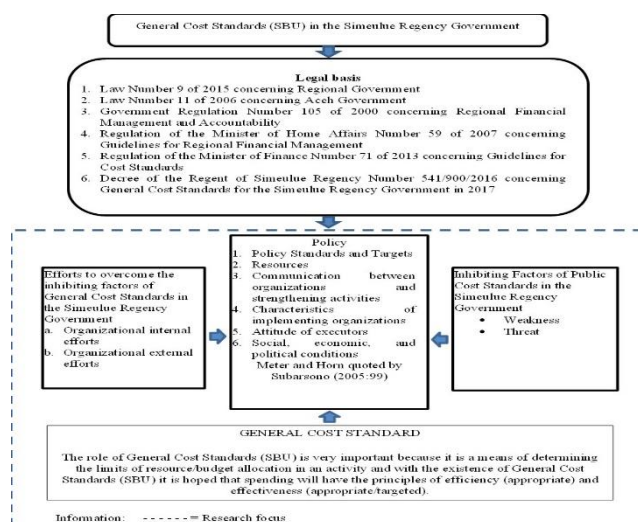 General Cost Standards (SBU) in the Simeulue Regency Government
Legal basis
1. Law Number 9 of 2015 concerning Regional Government
2. Law Number 11 of 2006 concerning Aceh Government
3. Government Regulation Number 105 of 2000 concerning Regional Financial
Management and Accountability
4. Regulation of the Minister of Home Affairs Number 59 of 2007 concerning
Guidelines for Regional Financial Management
5. Regulation of the Minister of Finance Number 71 of 2013 concerning Guidelines for
Cost Standards
6. Decree of the Regent of Simeulue Regency Number 541/900/2016 concerning
General Cost Standards for the Simeulue Regency Government in 2017
Efforts to overcome the
inhibiting factors of
General Cost Standards in
the Simeulue Regency
Government
a. Organizational internal
efforts
b. Organizational external
efforts
Policy
1. Policy Standards and Targets
2. Resources
3. Communication between
organizations and
strengthening activities
4. Characteristics of
implementing organizations
5. Attitude of executors
6. Social, economic, and
political conditions
Meter and Horn quoted by
Subarsono (2005:99)
Inhibiting Factors of Public
Cost Standards in the
Simeulue Regency
Government
• Weakness
• Threat
GENERAL COST STANDARD
The role of General Cost Standards (SBU) is very important because it is a means of determining
the limits of resource/budget allocation in an activity and with the existence of General Cost
Standards (SBU) it is hoped that spending will have the principles of efficiency (appropriate) and
effectiveness (appropriate/targeted).
Information: - - - - - - = Research focus